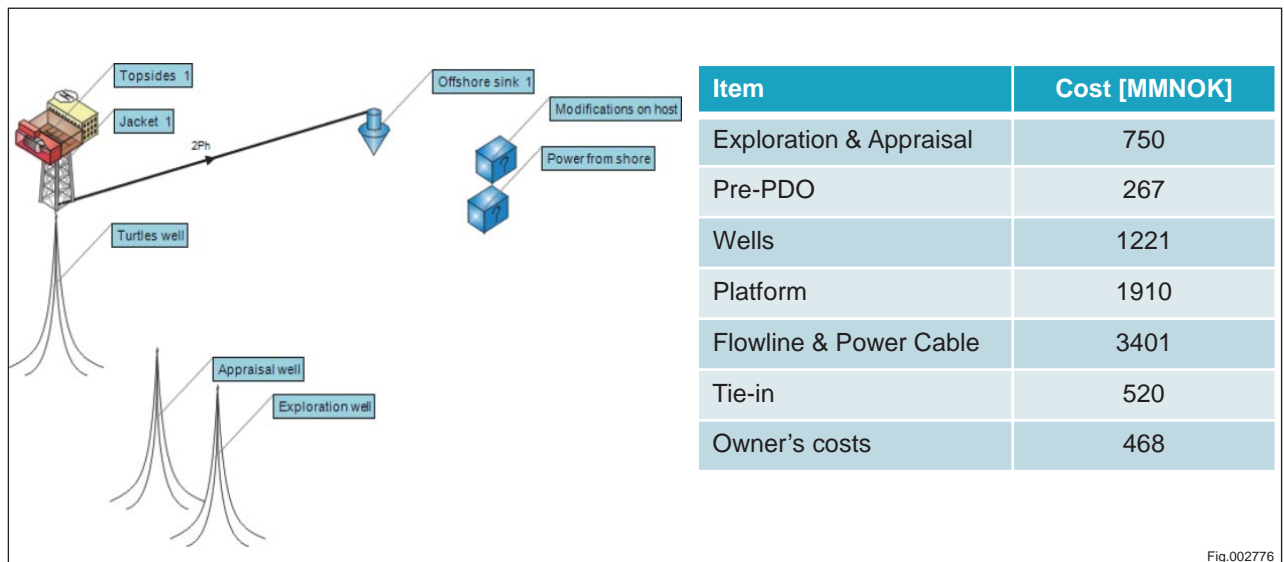 Topsides 1
Jacket 1
2Ph
Offshore sink 1
Modifications on host
Power from shore
?
?
Turtles well
Appraisal well
Exploration well
Item Cost [MMNOK]
Exploration & Appraisal 750
Pre-PDO 267
Wells 1221
Platform 1910
Flowline & Power Cable 3401
Tie-in 520
Owner's costs 468
Fig.002776